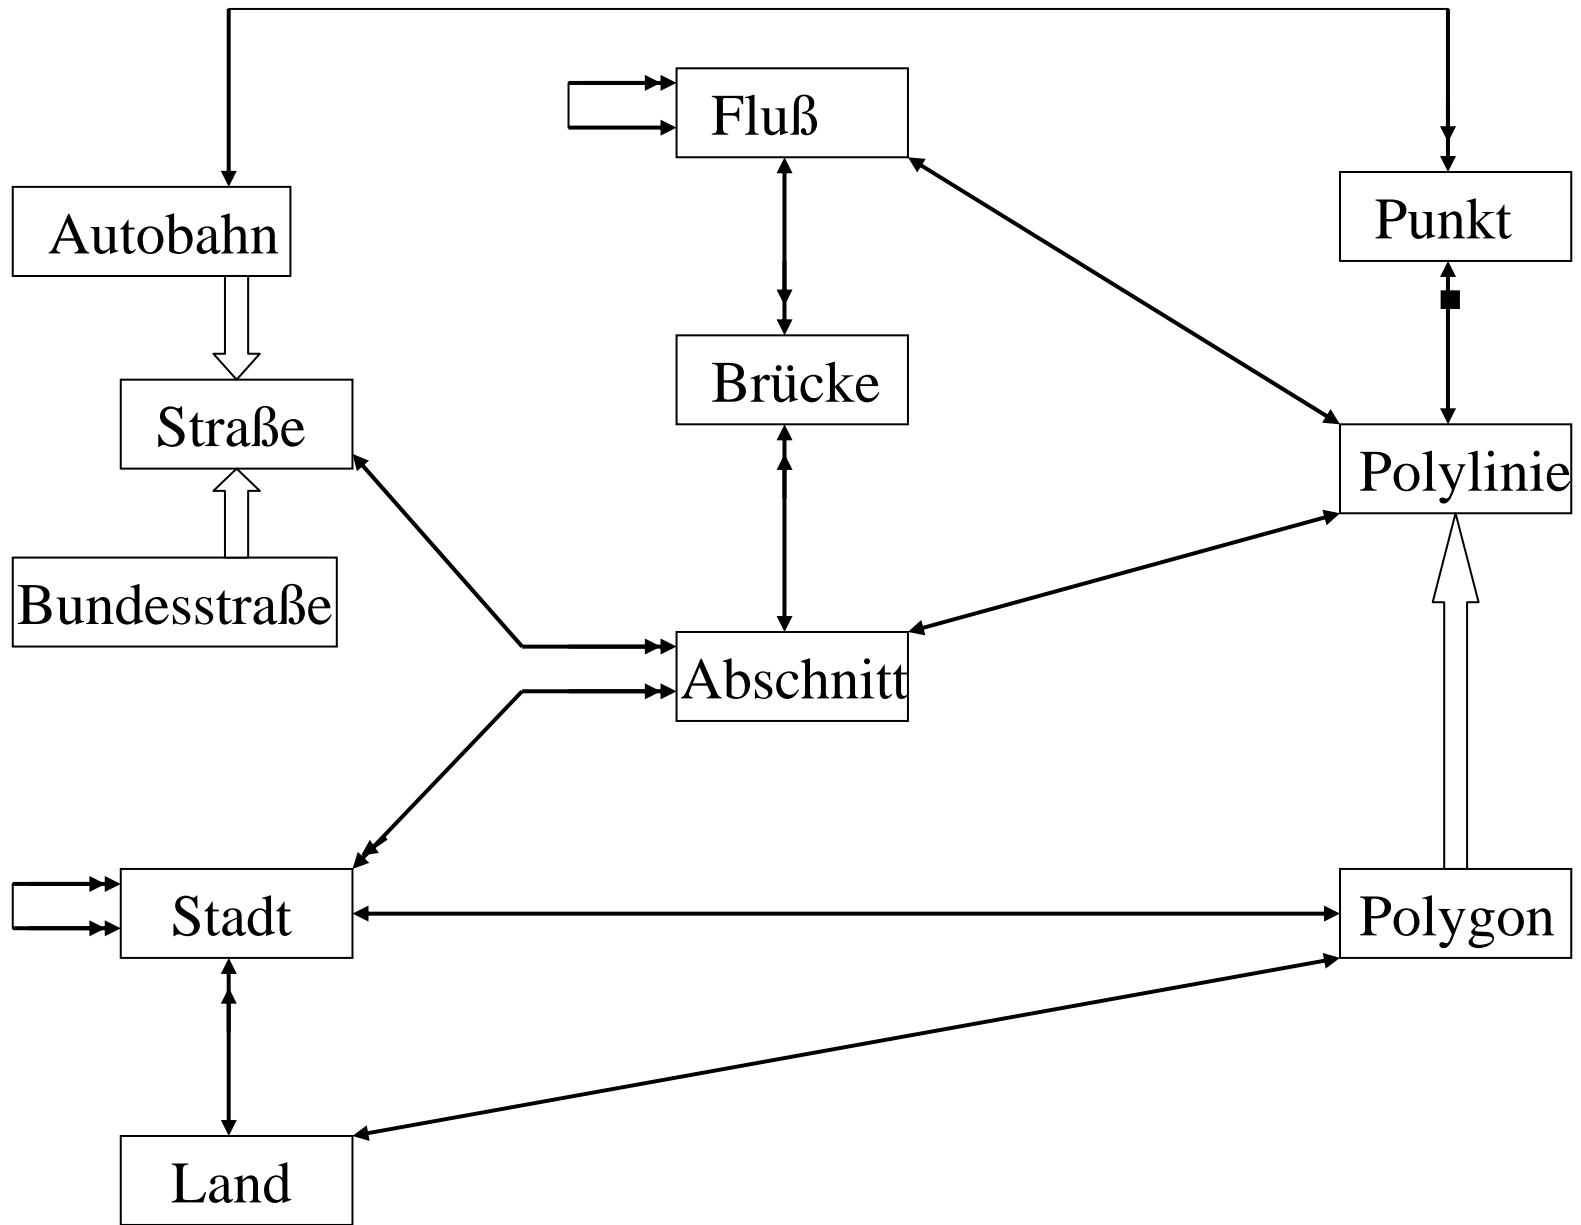 Fluß
Autobahn
Punkt
Brücke
Straße
Polylinie
Bundesstraße
Abschnitt
Stadt
Polygon
Land